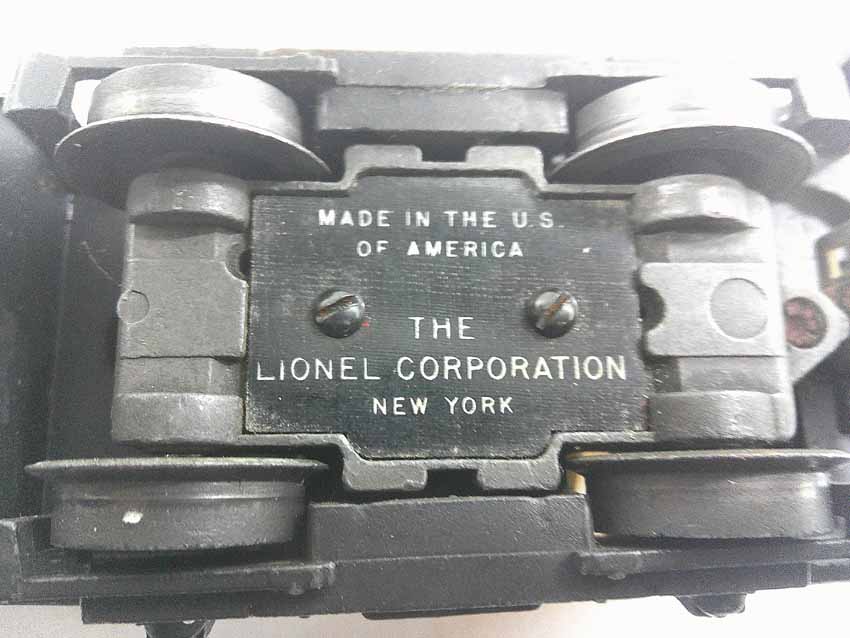 MADE IN THE U.S.
OF AMERICA
THE
LIONEL CORPORATION
NEW YORK